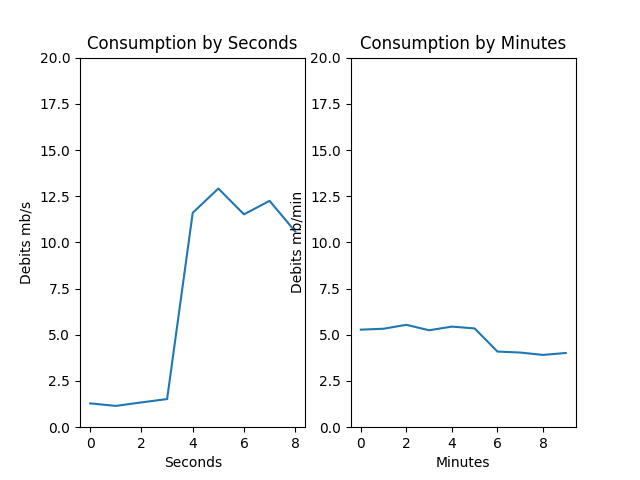 Consumption by Seconds
20.0
17.5
15.0
12.5
10.0
7.5
5.0
2.5
0.0
Debits mb/s
0 2 4 6 8
Seconds
Consumption by Minutes
20.0
17.5
15.0
12.5
10.0
7.5
5.0
2.5
0.0
Debits mb/min
0 2 4 6 8
Minutes